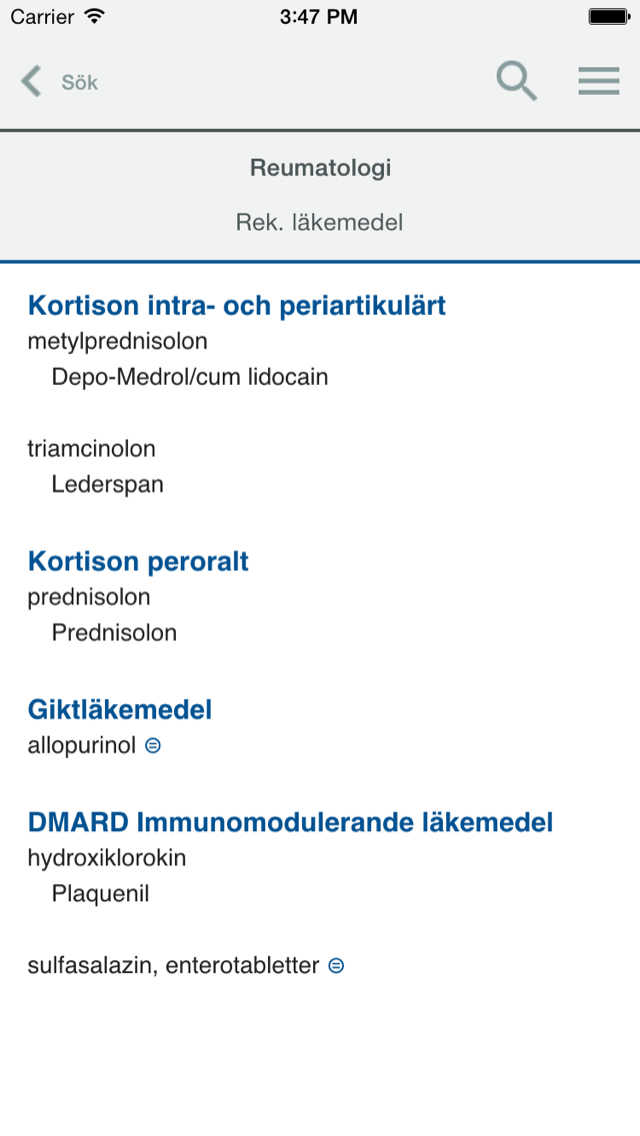 Carrier 3:47 PM
Sök
Reumatologi
Rek. läkemedel
Kortison intra- och periartikulärt
metylprednisolon
Depo-Medrol/cum lidocain
triamcinolon
Lederspan
Kortison peroralt
prednisolon
Prednisolon
Giktläkemedel
allopurinol ⊜
DMARD Immunomodulerande läkemedel
hydroxiklorokin
Plaquenil
sulfasalazin, enterotabletter ⊜